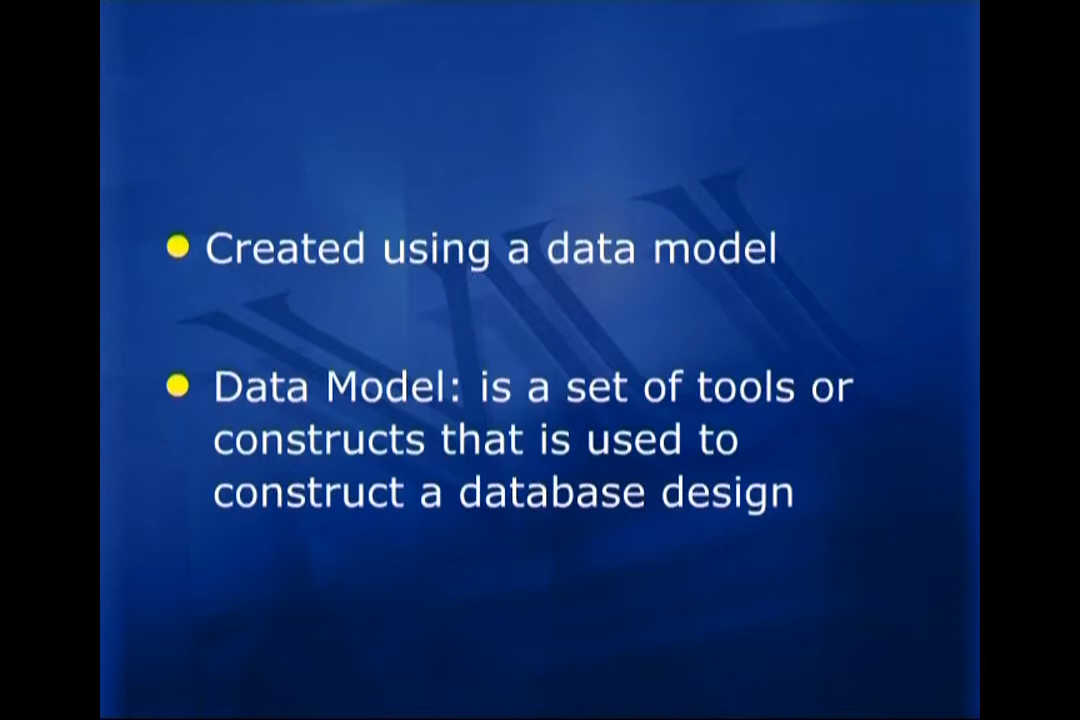 Created using a data model
Data Model: is a set of tools or
constructs that is used to
construct a database design